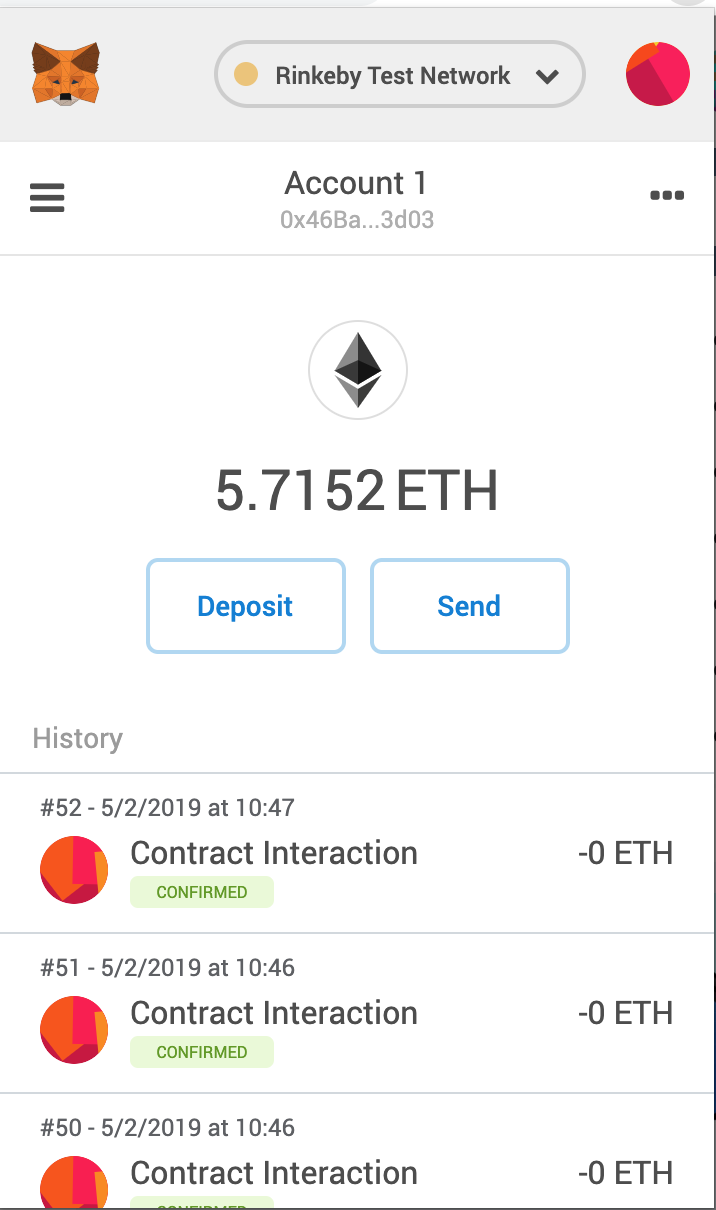 Rinkeby Test Network
Account 1
0x46Ba...3d03
5.7152 ETH
Deposit Send
History
#52 - 5/2/2019 at 10:47
Contract Interaction -0 ETH
CONFIRMED
#51 - 5/2/2019 at 10:46
Contract Interaction -0 ETH
CONFIRMED
#50 - 5/2/2019 at 10:46
Contract Interaction -0 ETH